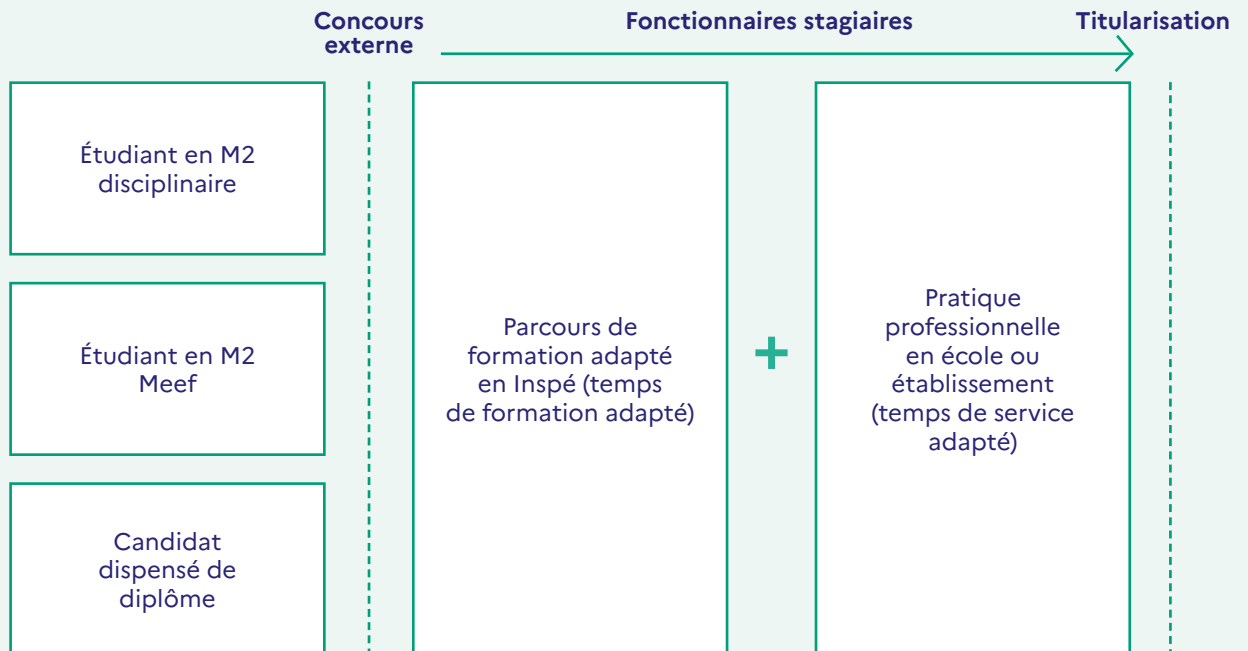 Concours
externe
Fonctionnaires stagiaires
Titularisation
Étudiant en M2
disciplinaire
Étudiant en M2
Meef
Candidat
dispensé de
diplôme
Parcours de
formation adapté
en Inspé (temps
de formation adapté)
+
Pratique
professionnelle
en école ou
établissement
(temps de service
adapté)